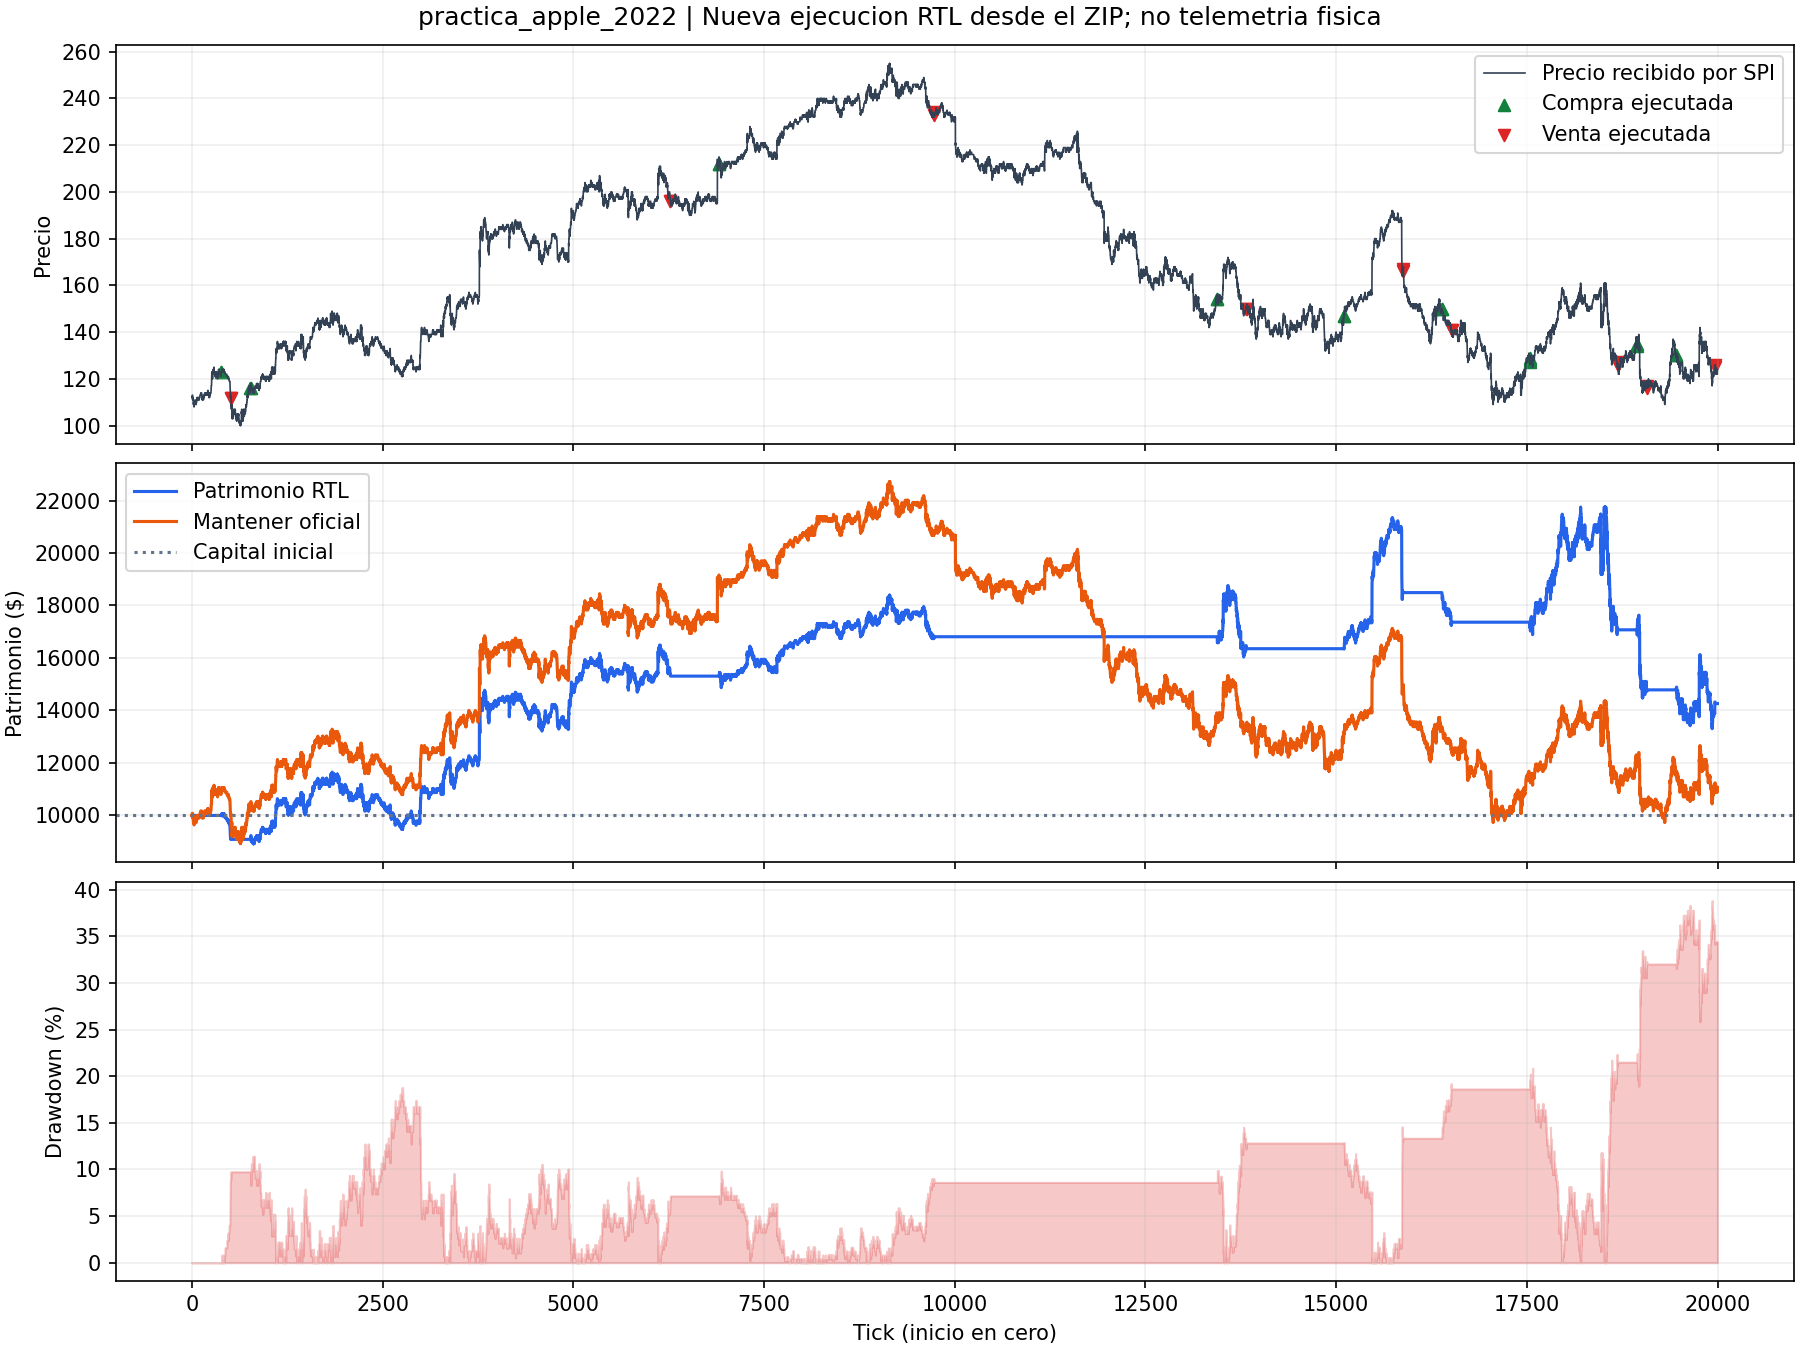 practica_apple_2022 | Nueva ejecucion RTL desde el ZIP; no telemetria fisica
260
240
220
200
180
160
140
120
100
Precio
Precio recibido por SPI
Compra ejecutada
Venta ejecutada
22000
20000
18000
16000
14000
12000
10000
Patrimonio ($)
Patrimonio RTL
Mantener oficial
Capital inicial
40
35
30
25
20
15
10
5
0
Drawdown (%)
0 2500 5000 7500 10000 12500 15000 17500 20000
Tick (inicio en cero)